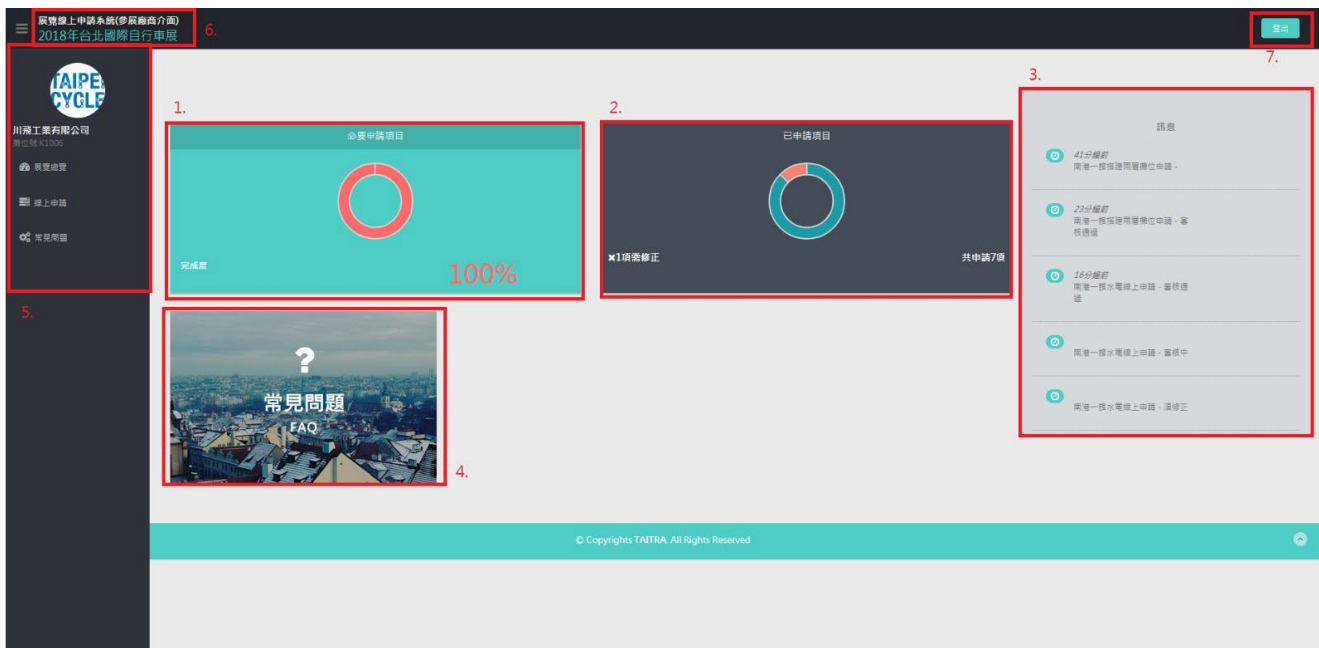 展覽線上申請系統(參展廠商介面)
2018年台北國際自行車展
6.
登出
7.
TAIPEI
CYCLE
川飛工業有限公司
攤位號:K1006
展覽總覽
線上申請
常見問題
5.
1.
必要申請項目
完成度
100%
2.
已申請項目
✖1項需修正
共申請7項
3.
訊息
41分鐘前
南港一館搭建兩層攤位申請 -
23分鐘前
南港一館搭建兩層攤位申請 - 審
核通過
16分鐘前
南港一館水電線上申請 - 審核通
過
南港一館水電線上申請 - 審核中
南港一館水電線上申請 - 須修正
?
常見問題
FAQ
4.
© Copyrights TAITRA. All Rights Reserved